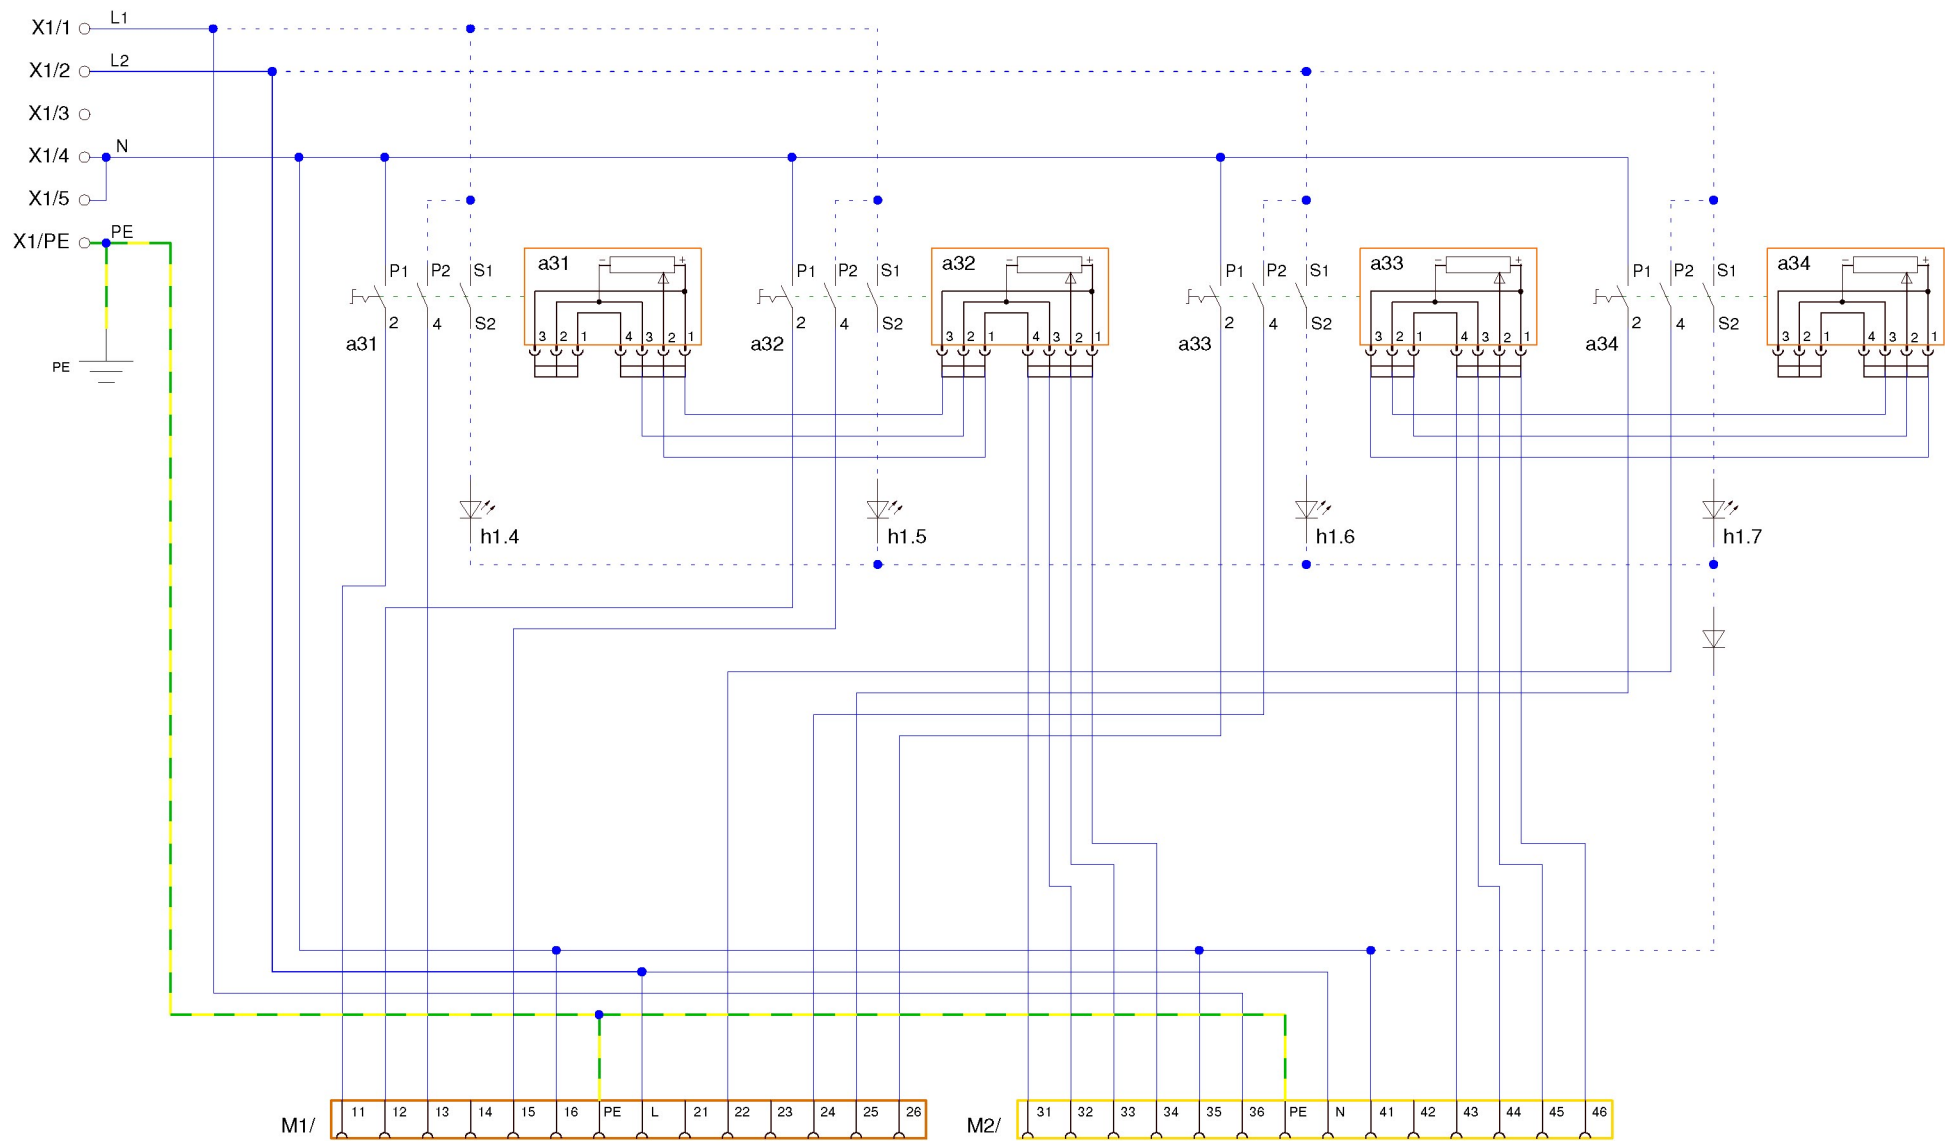 X1/1 L1
X1/2 L2
X1/3
X1/4 N
X1/5
X1/PE PE
PE
P1 P2 S1 a31 - + P1 P2 S1 a32 - + P1 P2 S1 a33 - + P1 P2 S1 a34 - +
2 4 S2 2 4 S2 2 4 S2 2 4 S2
a31 3 2 1 4 3 2 1 a32 3 2 1 4 3 2 1 a33 3 2 1 4 3 2 1 a34 3 2 1 4 3 2 1
h1.4 h1.5 h1.6 h1.7
M1/ 11 12 13 14 15 16 PE L 21 22 23 24 25 26 M2/ 31 32 33 34 35 36 PE N 41 42 43 44 45 46